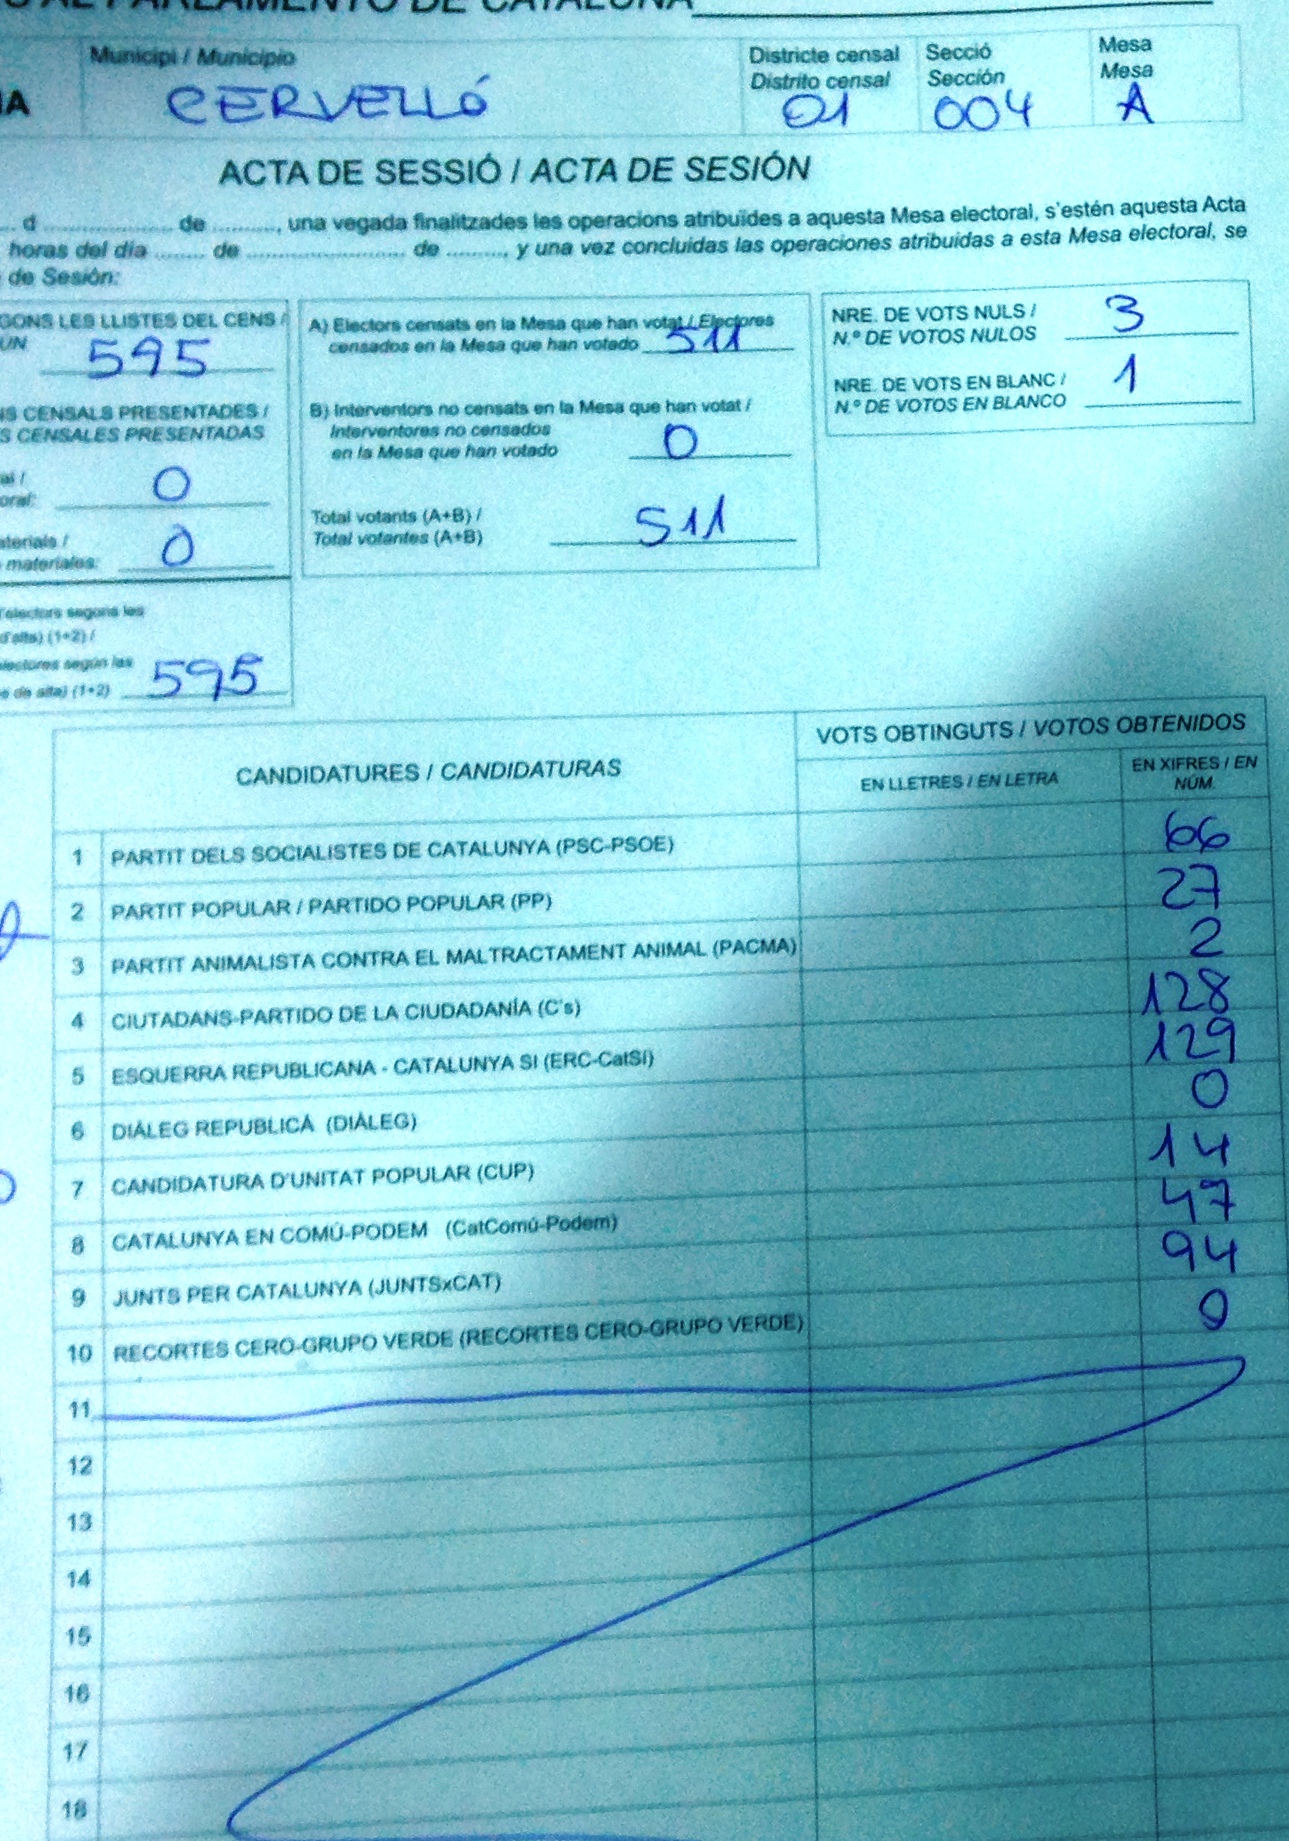 AL PARLAMENTO DE CATALUÑA
Municipi / Municipio
CERVELLÓ
Districte censal
Distrito censal
01
Secció
Sección
004
Mesa
Mesa
A
ACTA DE SESSIÓ / ACTA DE SESIÓN
d ........ de ........, una vegada finalitzades les operacions atribuïdes a aquesta Mesa electoral, s'estén aquesta Acta
horas del día ........ de ........ de ........, y una vez concluidas las operaciones atribuidas a esta Mesa electoral, se
de Sesión:
LES LLISTES DEL CENS /
595
CENSALS PRESENTADES /
CENSALES PRESENTADAS
0
materiales: 0
electors segons les
d'alta) (1+2) /
según las
de alta) (1+2) 595
A) Electors censats en la Mesa que han votat / Electores
censados en la Mesa que han votado 511
B) Interventors no censats en la Mesa que han votat /
Interventores no censados
en la Mesa que han votado 0
Total votants (A+B) /
Total votantes (A+B) 511
NRE. DE VOTS NULS /
N.º DE VOTOS NULOS 3
NRE. DE VOTS EN BLANC /
N.º DE VOTOS EN BLANCO 1
CANDIDATURES / CANDIDATURAS
VOTS OBTINGUTS / VOTOS OBTENIDOS
EN LLETRES / EN LETRA
EN XIFRES / EN
NÚM.
1 PARTIT DELS SOCIALISTES DE CATALUNYA (PSC-PSOE) 66
2 PARTIT POPULAR / PARTIDO POPULAR (PP) 27
3 PARTIT ANIMALISTA CONTRA EL MALTRACTAMENT ANIMAL (PACMA) 2
4 CIUTADANS-PARTIDO DE LA CIUDADANÍA (C's) 128
5 ESQUERRA REPUBLICANA - CATALUNYA SI (ERC-CatSí) 129
6 DIÀLEG REPUBLICÀ (DIÀLEG) 0
7 CANDIDATURA D'UNITAT POPULAR (CUP) 14
8 CATALUNYA EN COMÚ-PODEM (CatComú-Podem) 47
9 JUNTS PER CATALUNYA (JUNTSxCAT) 94
10 RECORTES CERO-GRUPO VERDE (RECORTES CERO-GRUPO VERDE) 0
11
12
13
14
15
16
17
18